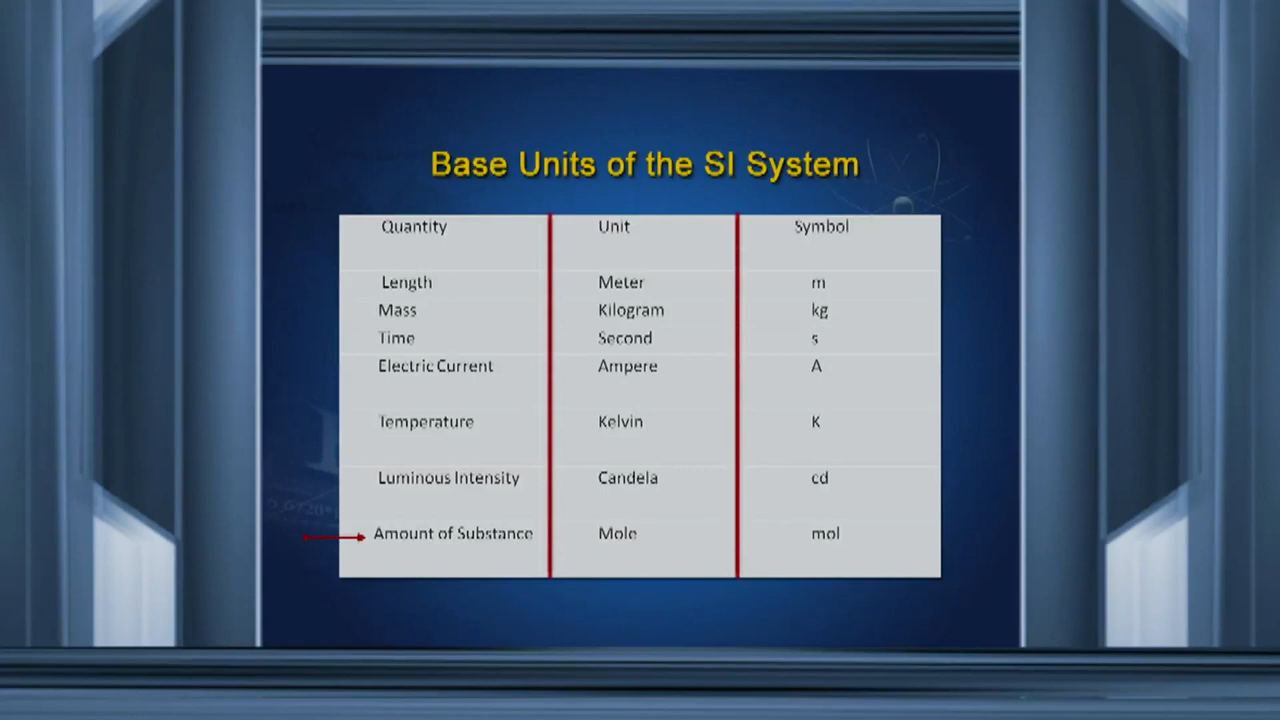 Base Units of the SI System
Quantity Unit Symbol
Length Meter m
Mass Kilogram kg
Time Second s
Electric Current Ampere A
Temperature Kelvin K
Luminous Intensity Candela cd
Amount of Substance Mole mol